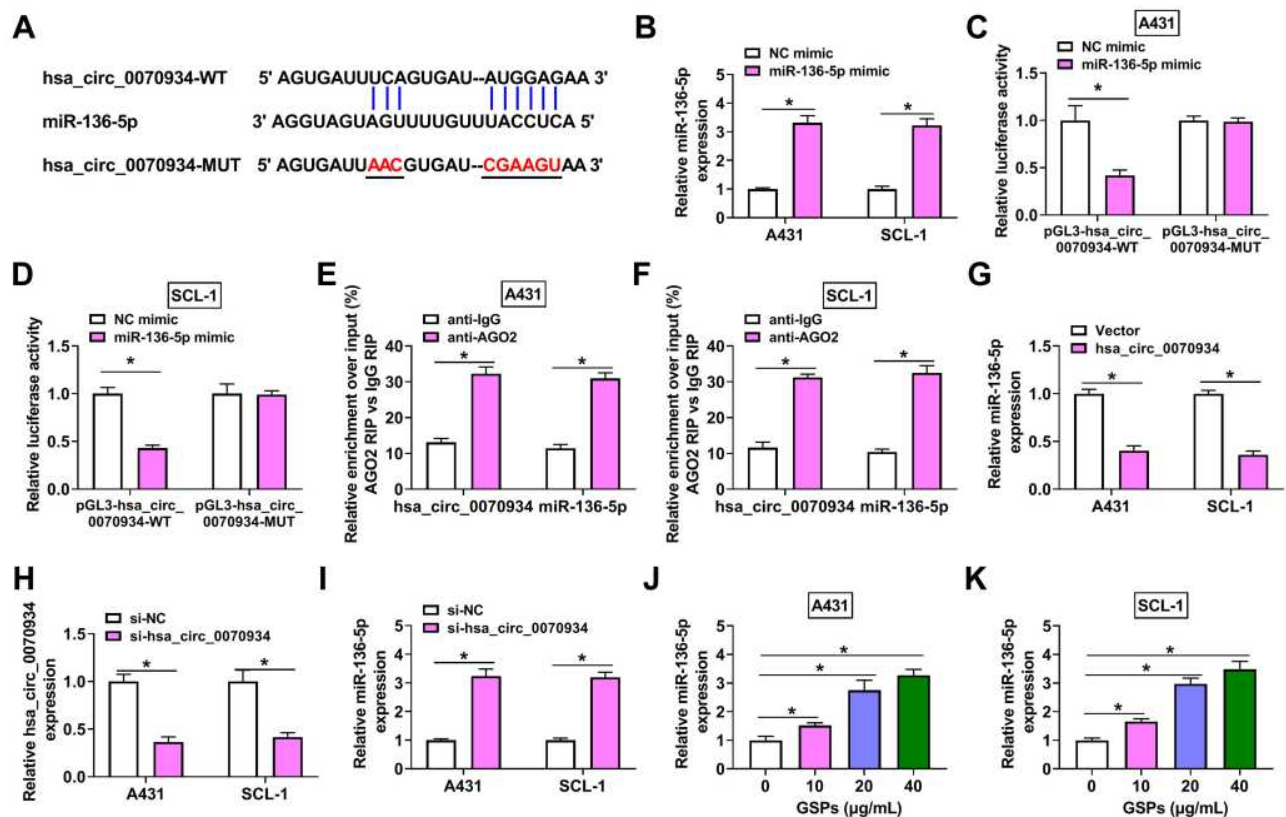 A
hsa_circ_0070934-WT 5' AGUGAUUUCAGUGAU--AUGGAGAA 3'
miR-136-5p 3' AGGUAGUAGUUUUGUUUACCUCA 5'
hsa_circ_0070934-MUT 5' AGUGAUUAACGUGAU--CGAAGUAA 3'
B
NC mimic
miR-136-5p mimic
Relative miR-136-5p
expression
5
4
3
2
1
0
*
*
A431
SCL-1
C
A431
NC mimic
miR-136-5p mimic
Relative luciferase activity
1.5
1.0
0.5
0.0
*
pGL3-hsa_circ_
0070934-WT
pGL3-hsa_circ_
0070934-MUT
D
SCL-1
NC mimic
miR-136-5p mimic
Relative luciferase activity
1.5
1.0
0.5
0.0
*
pGL3-hsa_circ_
0070934-WT
pGL3-hsa_circ_
0070934-MUT
E
A431
anti-IgG
anti-AGO2
Relative enrichment over input (%)
AGO2 RIP vs IgG RIP
40
30
20
10
0
*
*
hsa_circ_0070934
miR-136-5p
F
SCL-1
anti-IgG
anti-AGO2
Relative enrichment over input (%)
AGO2 RIP vs IgG RIP
40
30
20
10
0
*
*
hsa_circ_0070934
miR-136-5p
G
Vector
hsa_circ_0070934
Relative miR-136-5p
expression
1.5
1.0
0.5
0.0
*
*
A431
SCL-1
H
si-NC
si-hsa_circ_0070934
Relative hsa_circ_0070934
expression
1.5
1.0
0.5
0.0
*
*
A431
SCL-1
I
si-NC
si-hsa_circ_0070934
Relative miR-136-5p
expression
5
4
3
2
1
0
*
*
A431
SCL-1
J
A431
Relative miR-136-5p
expression
5
4
3
2
1
0
*
*
*
0
10
20
40
GSPs (μg/mL)
K
SCL-1
Relative miR-136-5p
expression
5
4
3
2
1
0
*
*
*
0
10
20
40
GSPs (μg/mL)